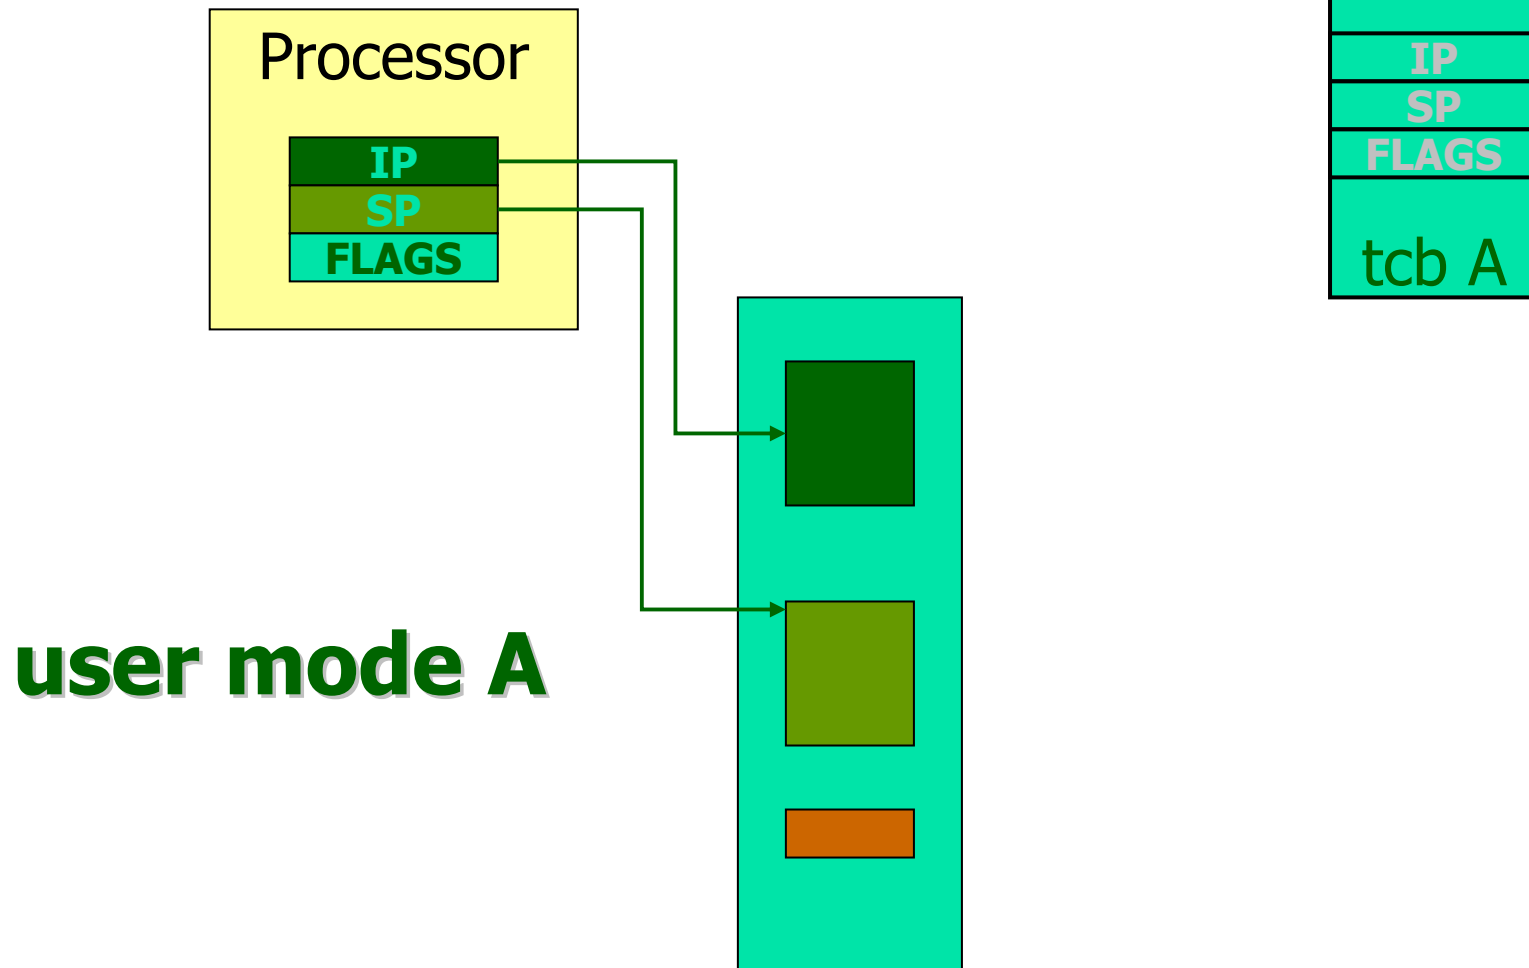 Processor
IP
SP
FLAGS
IP
SP
FLAGS
tcb A
user mode A